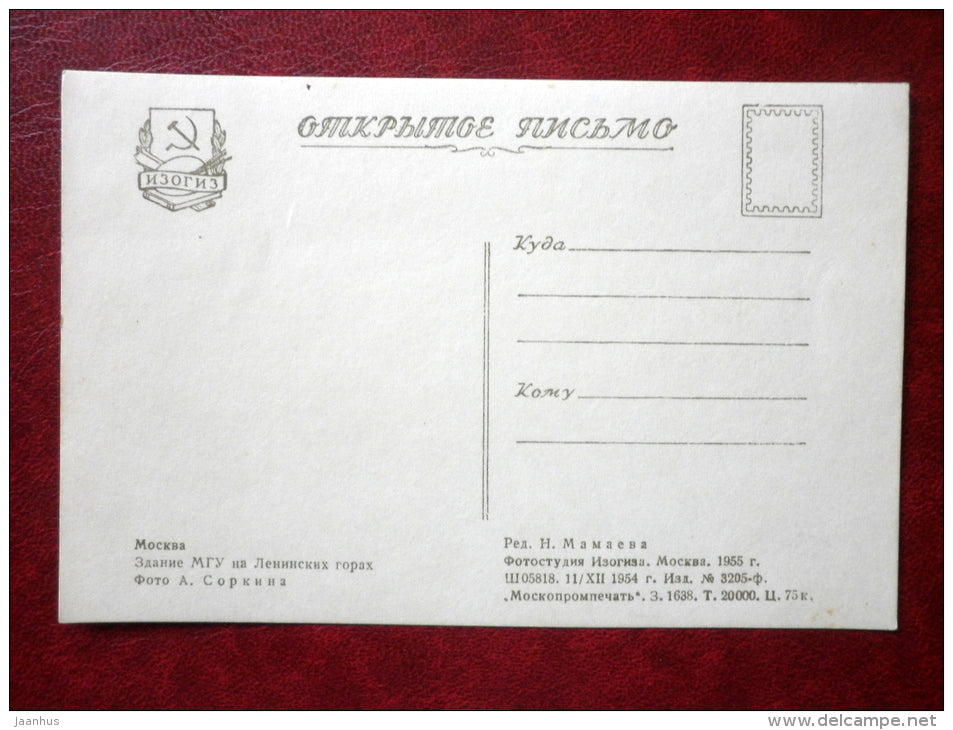 ОТКРЫТОЕ ПИСЬМО
ИЗОГИЗ
Куда
Кому
Москва
Здание МГУ на Ленинских горах
Фото А. Соркина
Ред. Н. Мамаева
Фотостудия Изогиза. Москва. 1955 г.
Ш05818. 11/XII 1954 г. Изд. № 3205-ф.
„Москопромпечать“. З. 1638. Т. 20000. Ц. 75 к.
jaanhus
www.delcampe.net